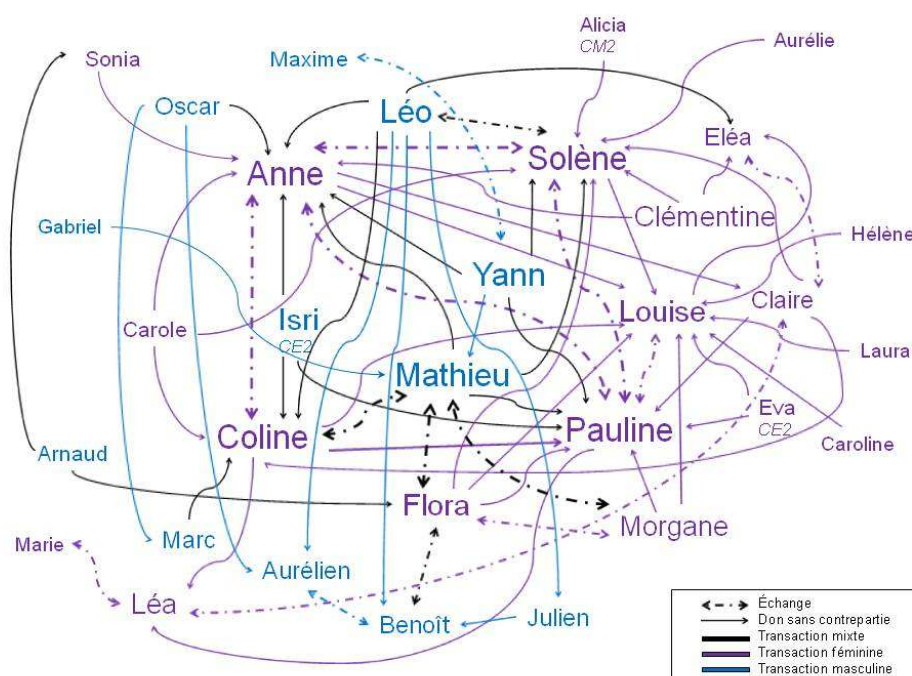 Alicia
CM2
Aurélie
Sonia
Maxime
Oscar
Léo
Eléa
Solène
Anne
Clémentine
Gabriel
Hélène
Yann
Claire
Isri
CE2
Louise
Carole
Laura
Mathieu
Eva
CE2
Coline
Pauline
Caroline
Arnaud
Flora
Morgane
Marie
Marc
Aurélien
Léa
Benoît
Julien
Échange
Don sans contrepartie
Transaction mixte
Transaction féminine
Transaction masculine